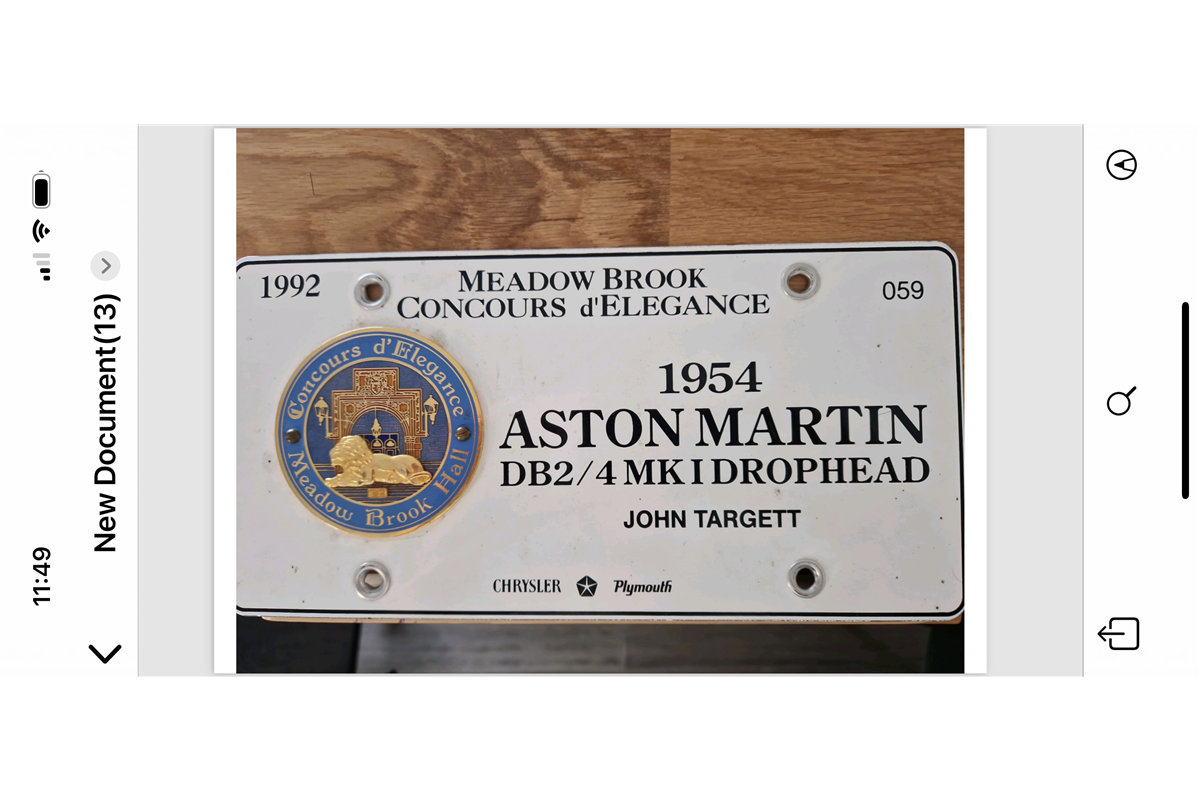 11:49
New Document(13)
1992
MEADOW BROOK
CONCOURS d'ELEGANCE
059
Concours d'Elegance
Meadow Brook Hall
1954
ASTON MARTIN
DB2/4 MK I DROPHEAD
JOHN TARGETT
CHRYSLER Plymouth